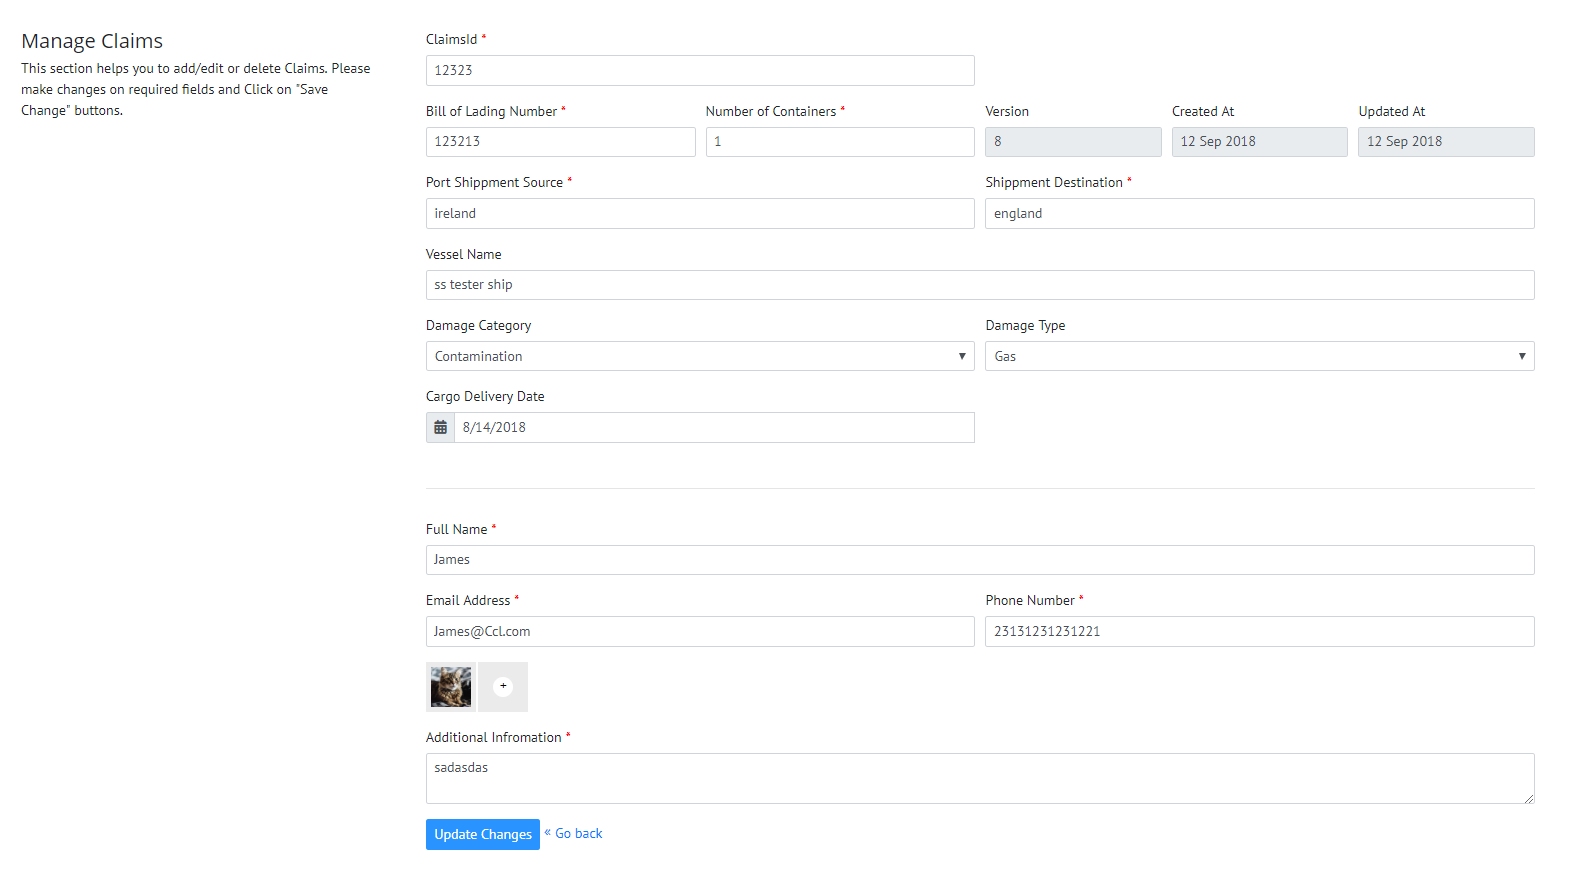 Manage Claims
This section helps you to add/edit or delete Claims. Please
make changes on required fields and Click on "Save
Change" buttons.
ClaimsId *
12323
Bill of Lading Number *
Number of Containers *
Version
Created At
Updated At
123213
1
8
12 Sep 2018
12 Sep 2018
Port Shippment Source *
Shippment Destination *
ireland
england
Vessel Name
ss tester ship
Damage Category
Damage Type
Contamination
Gas
Cargo Delivery Date
8/14/2018
Full Name *
James
Email Address *
Phone Number *
James@Ccl.com
23131231231221
+
Additional Infromation *
sadasdas
Update Changes
« Go back